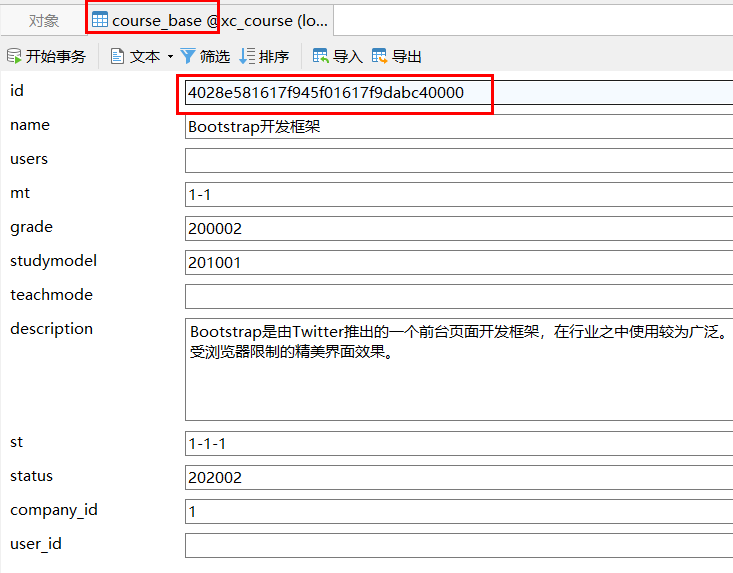 对象 course_base @xc_course (lo...
开始事务 文本 筛选 排序 导入 导出
id 4028e581617f945f01617f9dabc40000
name Bootstrap开发框架
users
mt 1-1
grade 200002
studymodel 201001
teachmode
description Bootstrap是由Twitter推出的一个前台页面开发框架，在行业之中使用较为广泛。
受浏览器限制的精美界面效果。
st 1-1-1
status 202002
company_id 1
user_id